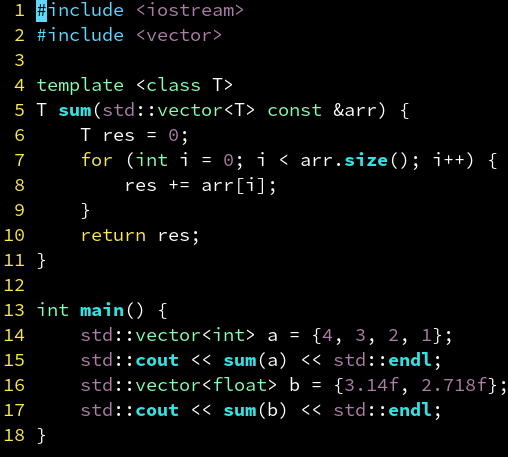 1 #include <iostream>
2 #include <vector>
3
4 template <class T>
5 T sum(std::vector<T> const &arr) {
6     T res = 0;
7     for (int i = 0; i < arr.size(); i++) {
8         res += arr[i];
9     }
10     return res;
11 }
12
13 int main() {
14     std::vector<int> a = {4, 3, 2, 1};
15     std::cout << sum(a) << std::endl;
16     std::vector<float> b = {3.14f, 2.718f};
17     std::cout << sum(b) << std::endl;
18 }